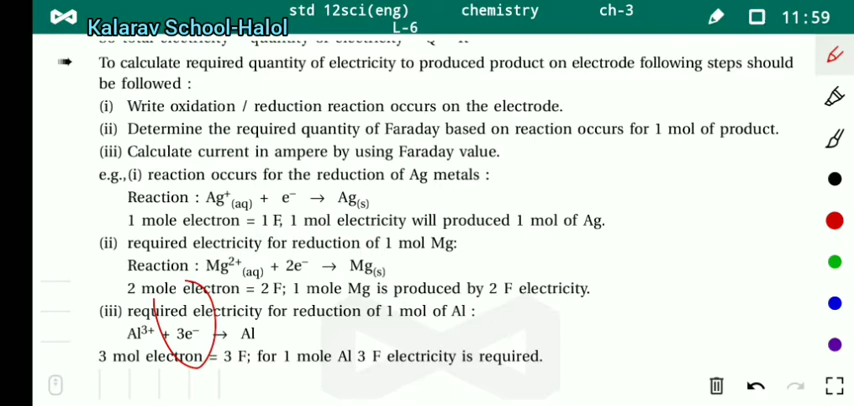 std 12sci(eng) chemistry ch-3 11:59
Kalarav School-Halol L-6
To calculate required quantity of electricity to produced product on electrode following steps should
be followed :
(i) Write oxidation / reduction reaction occurs on the electrode.
(ii) Determine the required quantity of Faraday based on reaction occurs for 1 mol of product.
(iii) Calculate current in ampere by using Faraday value.
e.g.,(i) reaction occurs for the reduction of Ag metals :
Reaction : Ag⁺(aq) + e⁻ → Ag(s)
1 mole electron = 1 F, 1 mol electricity will produced 1 mol of Ag.
(ii) required electricity for reduction of 1 mol Mg:
Reaction : Mg²⁺(aq) + 2e⁻ → Mg(s)
2 mole electron = 2 F; 1 mole Mg is produced by 2 F electricity.
(iii) required electricity for reduction of 1 mol of Al :
Al³⁺ + 3e⁻ → Al
3 mol electron = 3 F; for 1 mole Al 3 F electricity is required.